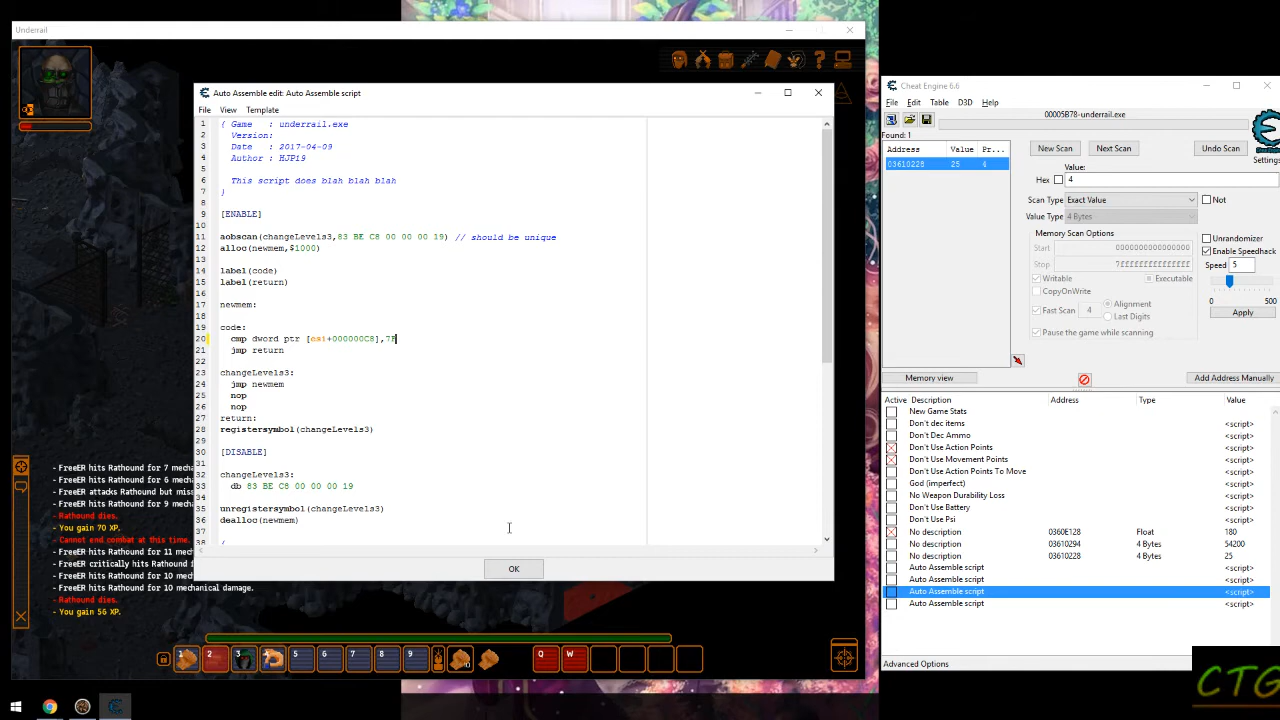 Underrail
Auto Assemble edit: Auto Assemble script
File View Template
1 { Game : underrail.exe
2 Version:
3 Date : 2017-04-09
4 Author : HJP19
5
6 This script does blah blah blah
7 }
8
9 [ENABLE]
10
11 aobscan(changeLevels3,83 BE C8 00 00 00 19) // should be unique
12 alloc(newmem,$1000)
13
14 label(code)
15 label(return)
16
17 newmem:
18
19 code:
20 cmp dword ptr [esi+000000C8],7F
21 jmp return
22
23 changeLevels3:
24 jmp newmem
25 nop
26 nop
27 return:
28 registersymbol(changeLevels3)
29
30 [DISABLE]
31
32 changeLevels3:
33 db 83 BE C8 00 00 00 19
34
35 unregistersymbol(changeLevels3)
36 dealloc(newmem)
37
38 {
OK
- FreeER hits Rathound for 7 mecha
- FreeER hits Rathound for 6 mecha
- FreeER attacks Rathound but miss
- FreeER hits Rathound for 9 mecha
- Rathound dies.
- You gain 70 XP.
- Cannot end combat at this time.
- FreeER hits Rathound for 11 mech
- FreeER critically hits Rathound f
- FreeER hits Rathound for 10 mech
- FreeER hits Rathound for 10 mechanical damage.
- Rathound dies.
- You gain 56 XP.
1 2 3 5 6 7 8 9 0 Q W
Cheat Engine 6.6
File Edit Table D3D Help
00005B78-underrail.exe
Found: 1
Address Value Pr...
03610228 25 4
New Scan Next Scan Undo Scan
Settings
Value:
Hex 4
Scan Type Exact Value Not
Value Type 4 Bytes
Memory Scan Options
Start 0000000000000000
Stop 7fffffffffffffff
Writable Executable
CopyOnWrite
Fast Scan 4 Alignment
Last Digits
Pause the game while scanning
Unrandomizer
Enable Speedhack
Speed 5
0 500
Apply
Memory view Add Address Manually
Active Description Address Type Value
New Game Stats
Don't dec items <script>
Don't Dec Ammo <script>
Don't Use Action Points <script>
Don't Use Movement Points <script>
Don't Use Action Points To Move <script>
God (imperfect) <script>
No Weapon Durability Loss <script>
Don't Use Battery <script>
Don't Use Psi <script>
No description 0360E128 Float 180
No description 03610294 4 Bytes 54200
No description 03610228 4 Bytes 25
Auto Assemble script <script>
Auto Assemble script <script>
Auto Assemble script <script>
Auto Assemble script <script>
Advanced Options
CTG